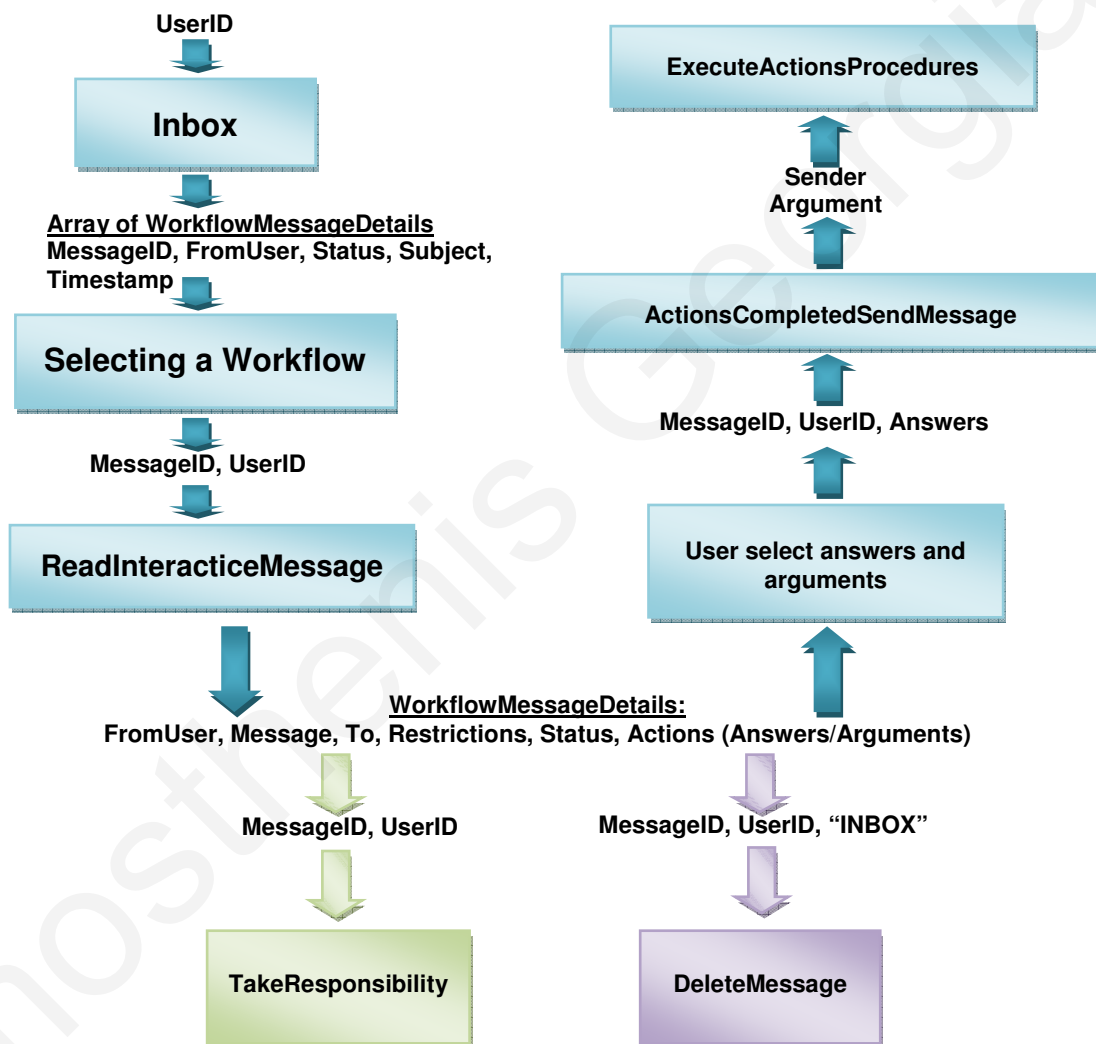 UserID
Inbox
Array of WorkflowMessageDetails
MessageID, FromUser, Status, Subject,
Timestamp
Selecting a Workflow
MessageID, UserID
ReadInteracticeMessage
ExecuteActionsProcedures
Sender
Argument
ActionsCompletedSendMessage
MessageID, UserID, Answers
User select answers and
arguments
WorkflowMessageDetails:
FromUser, Message, To, Restrictions, Status, Actions (Answers/Arguments)
MessageID, UserID
MessageID, UserID, “INBOX”
TakeResponsibility
DeleteMessage